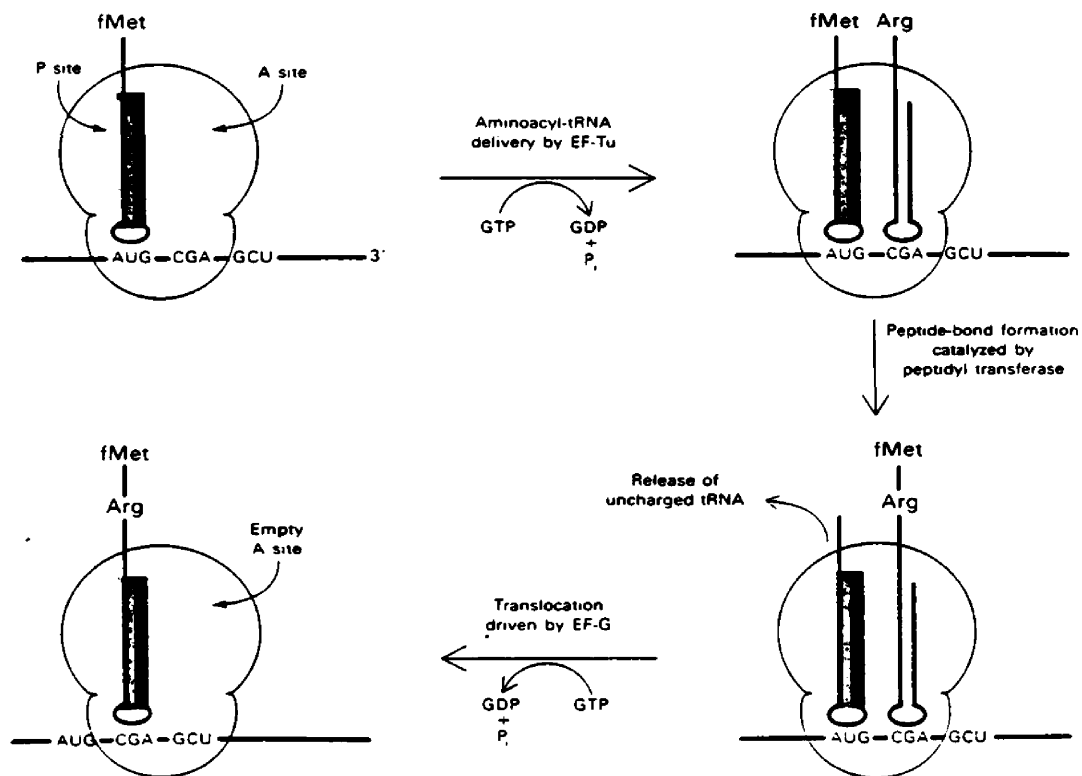 fMet
P site
A site
AUG CGA GCU 3'
Aminoacyl-tRNA
delivery by EF-Tu
GTP
GDP
+
Pi
fMet Arg
AUG CGA GCU
Peptide-bond formation
catalyzed by
peptidyl transferase
fMet
Arg
Release of
uncharged tRNA
AUG CGA GCU
Translocation
driven by EF-G
GDP
+
Pi
GTP
fMet
Arg
Empty
A site
AUG CGA GCU